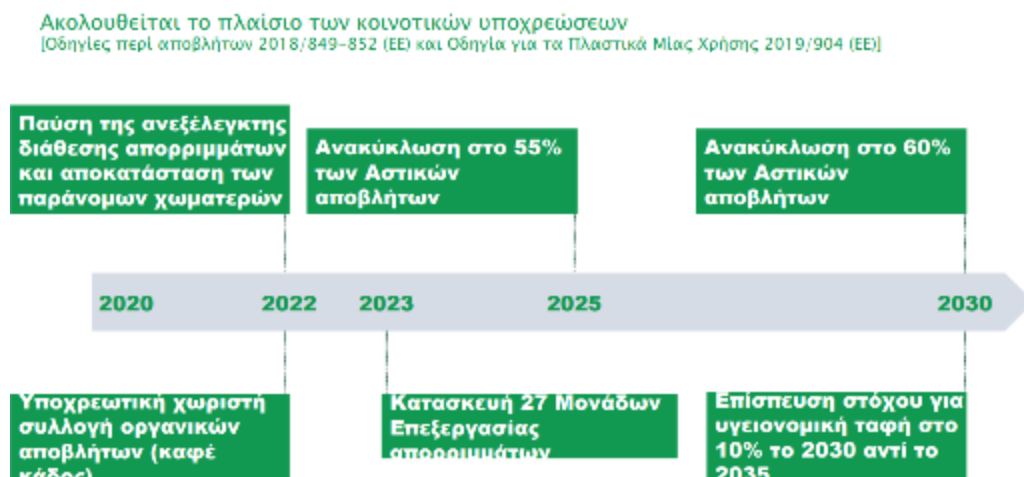 Ακολουθείται το πλαίσιο των κοινοτικών υποχρεώσεων
[Οδηγίες περί αποβλήτων 2018/849-852 (ΕΕ) και Οδηγία για τα Πλαστικά Μίας Χρήσης 2019/904 (ΕΕ)]
Παύση της ανεξέλεγκτης
διάθεσης απορριμμάτων
και αποκατάσταση των
παράνομων χωματερών
Ανακύκλωση στο 55%
των Αστικών
αποβλήτων
Ανακύκλωση στο 60%
των Αστικών
αποβλήτων
2020 2022 2023 2025 2030
Υποχρεωτική χωριστή
συλλογή οργανικών
αποβλήτων (καφέ
κάδος)
Κατασκευή 27 Μονάδων
Επεξεργασίας
απορριμμάτων
Επίσπευση στόχου για
υγειονομική ταφή στο
10% το 2030 αντί το
2035